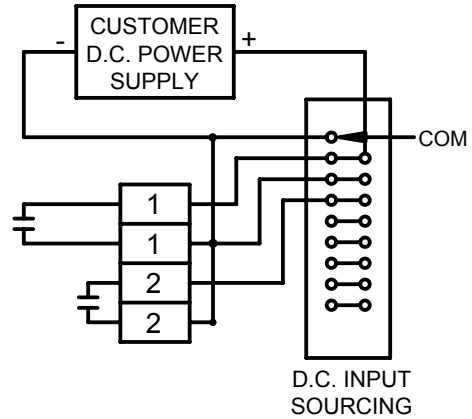 CUSTOMER
D.C. POWER
SUPPLY
-
+
COM
1
1
2
2
D.C. INPUT
SOURCING